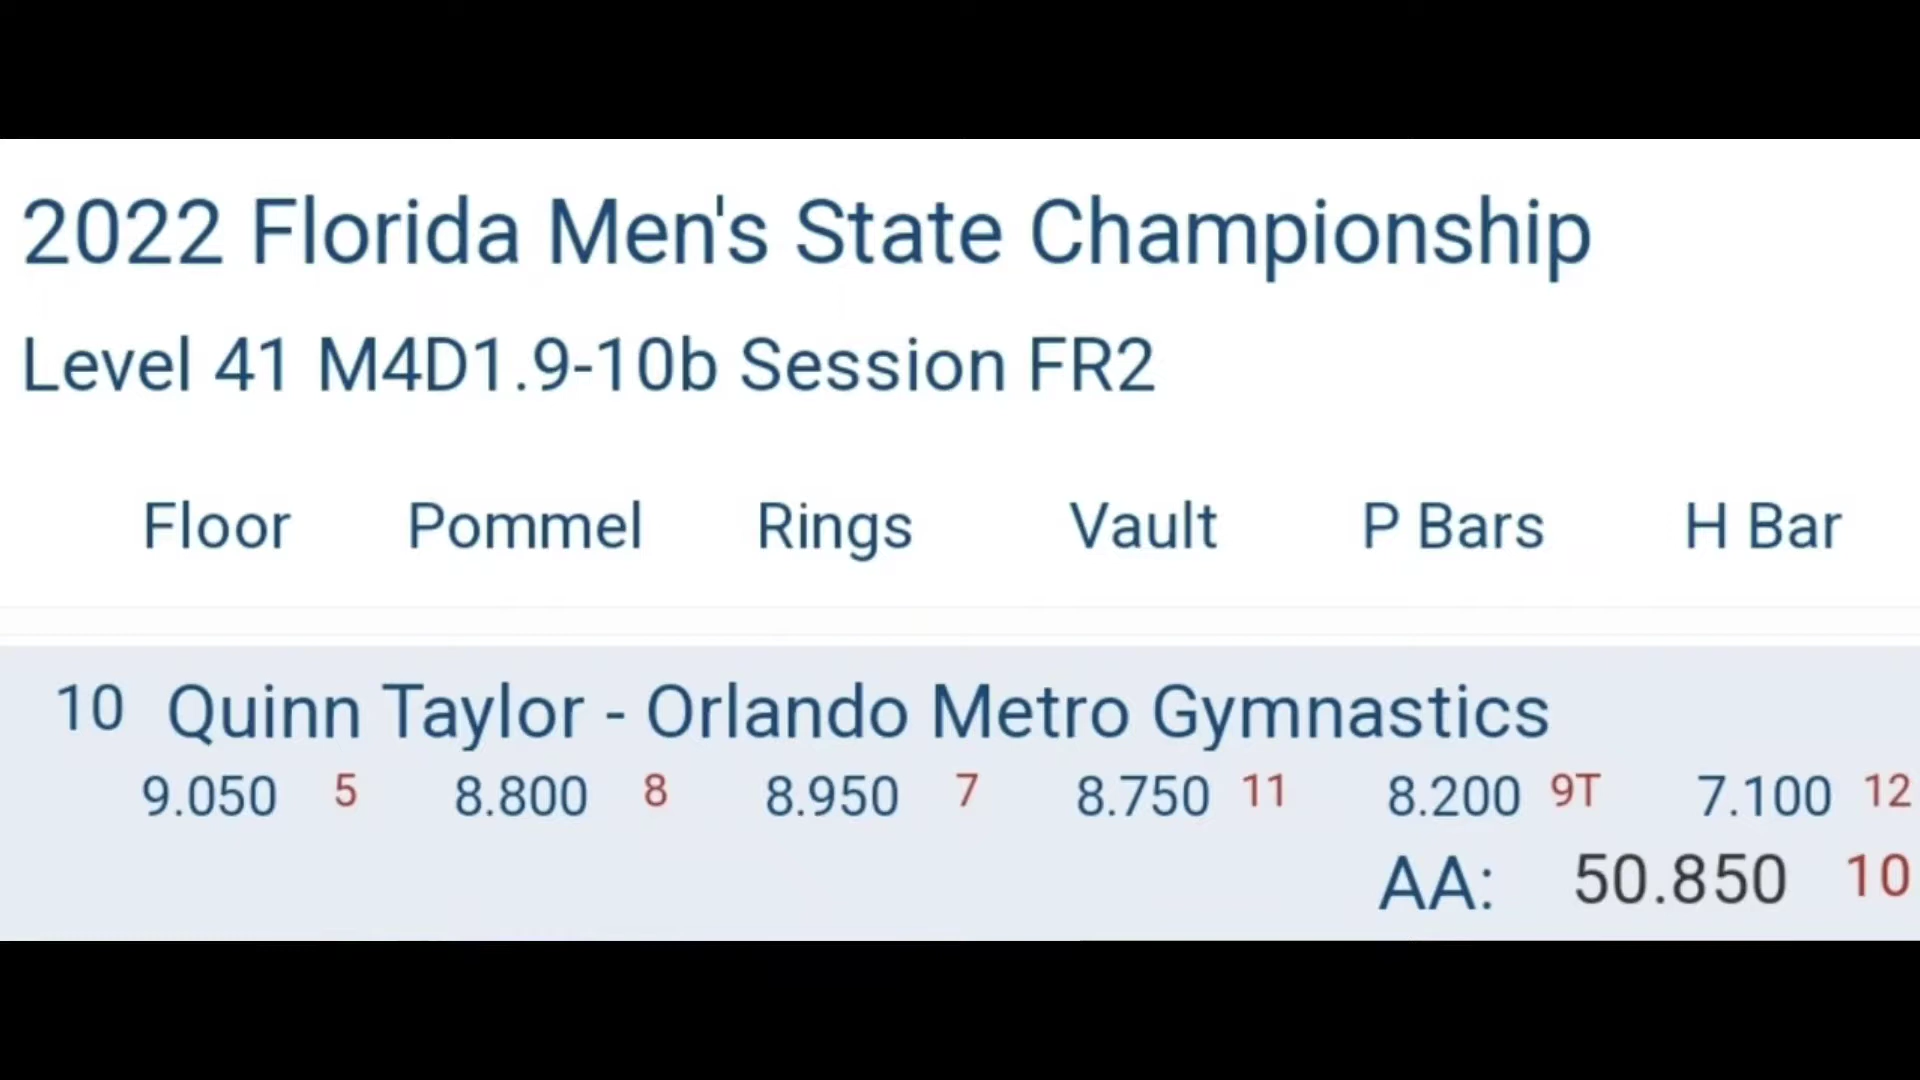 2022 Florida Men's State Championship
Level 41 M4D1.9-10b Session FR2
Floor Pommel Rings Vault P Bars H Bar
10 Quinn Taylor - Orlando Metro Gymnastics
9.050 5 8.800 8 8.950 7 8.750 11 8.200 9T 7.100 12
AA: 50.850 10